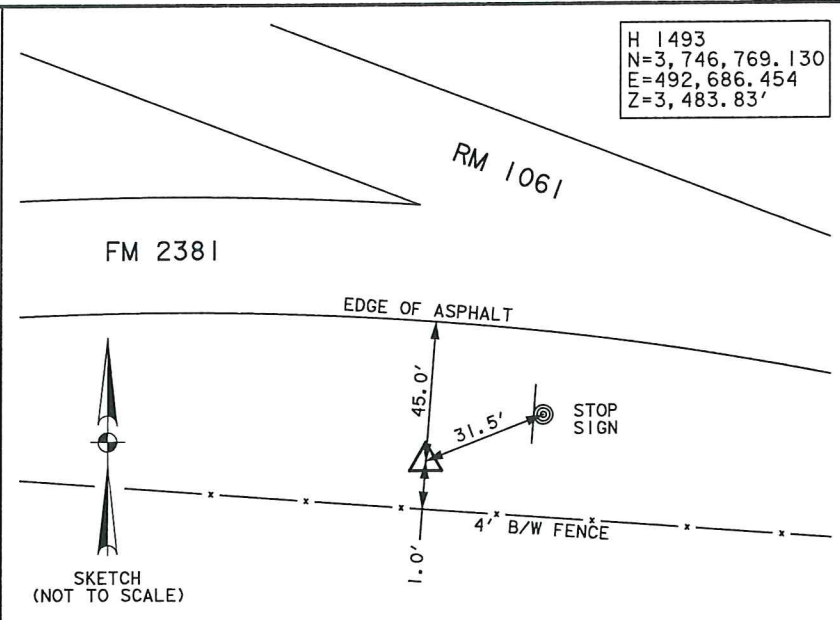 H 1493
N=3,746,769.130
E=492,686.454
Z=3,483.83'
RM 1061
FM 2381
EDGE OF ASPHALT
45.0'
31.5'
STOP
SIGN
4' B/W FENCE
1.0'
SKETCH
(NOT TO SCALE)